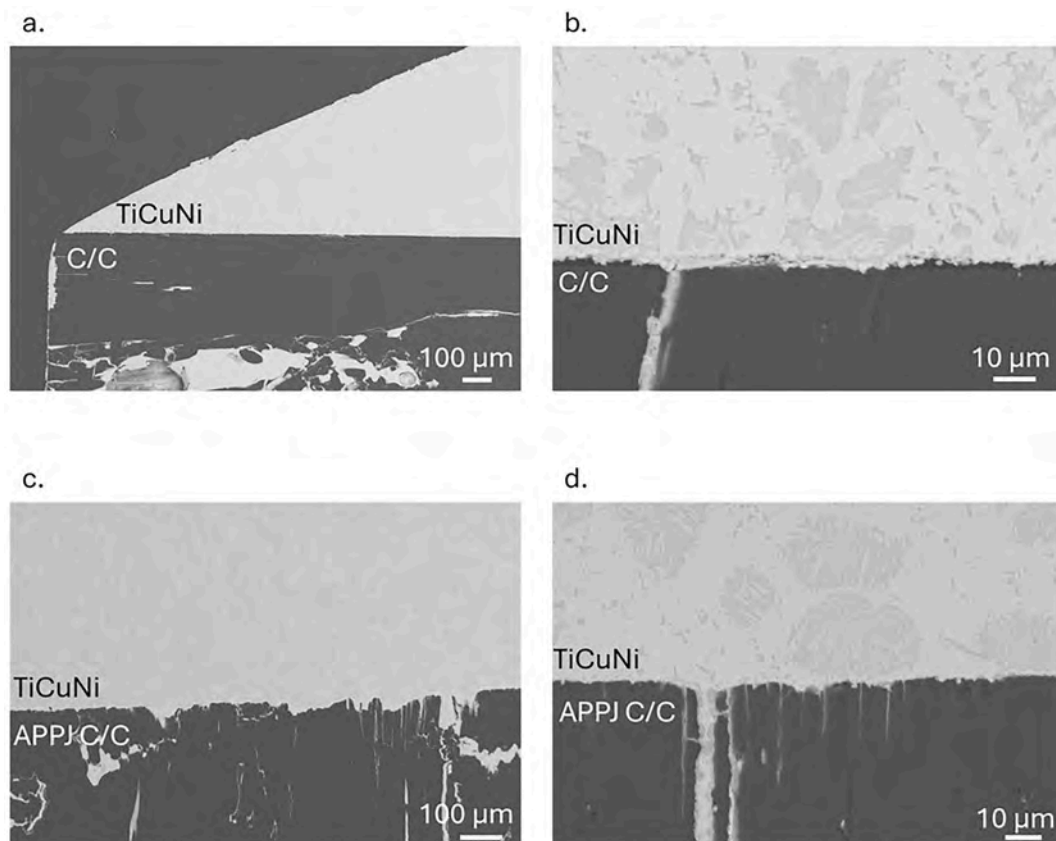 a.
b.
TiCuNi
C/C
100 µm
TiCuNi
C/C
10 µm
c.
d.
TiCuNi
APPJ C/C
100 µm
TiCuNi
APPJ C/C
10 µm